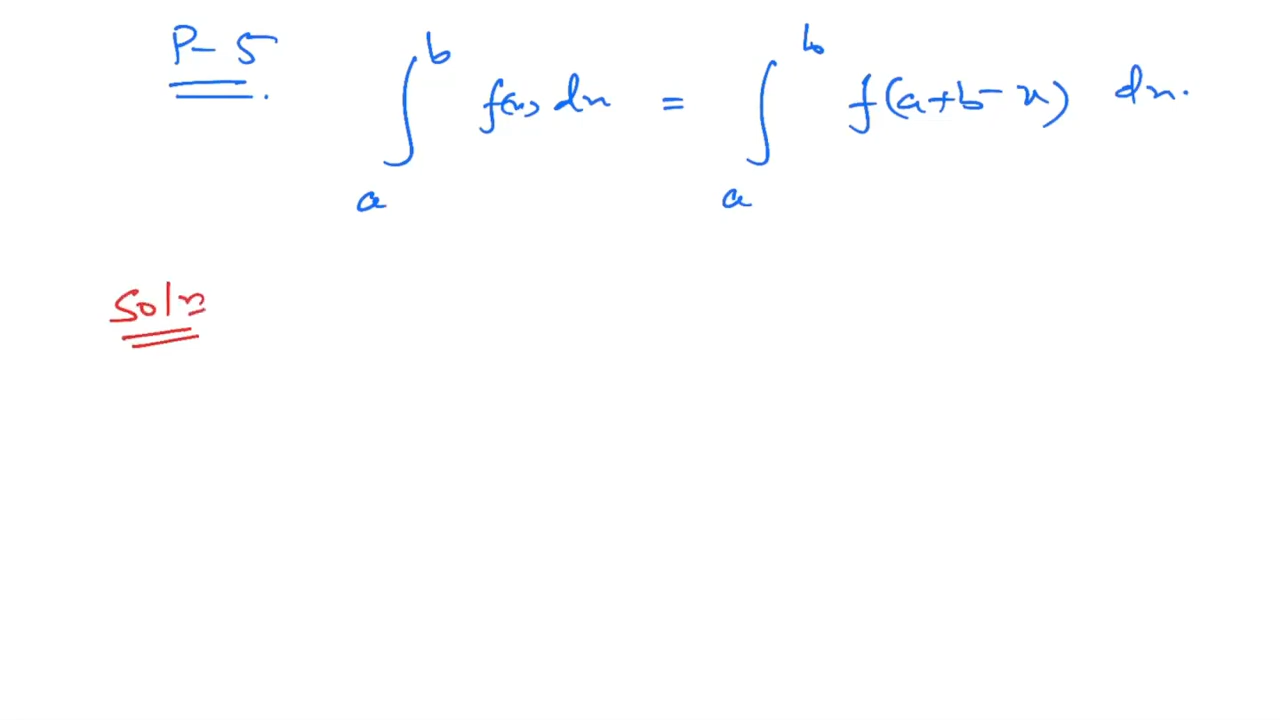 P-5. ∫_a^b f(x) dx = ∫_a^b f(a+b-x) dx.
Soln